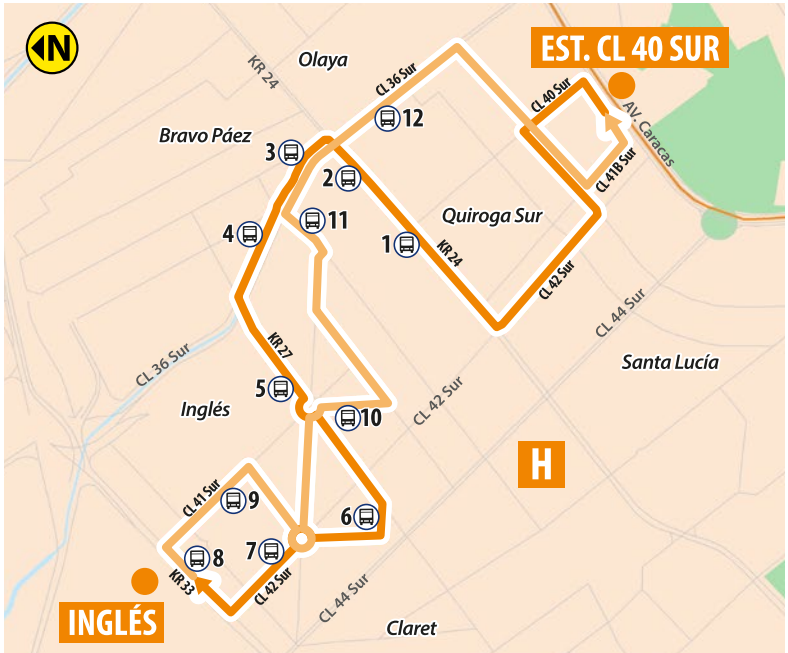 N
Olaya
EST. CL 40 SUR
KR 24
CL 36 Sur
CL 40 Sur
AV. Caracas
12
Bravo Páez
3
2
CL 41B Sur
11
Quiroga Sur
4
1
KR 24
CL 42 Sur
CL 44 Sur
KR 27
CL 36 Sur
Santa Lucía
5
CL 42 Sur
Inglés
10
H
CL 41 Sur
9
6
7
8
KR 33
CL 42 Sur
CL 44 Sur
INGLÉS
Claret